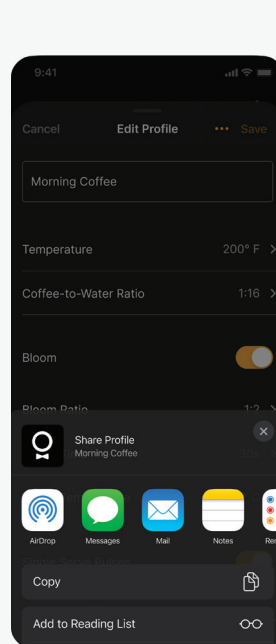 9:41
Cancel Edit Profile ••• Save
Morning Coffee
Temperature 200° F
Coffee-to-Water Ratio 1:16
Bloom
Bloom Ratio 1:2
Share Profile
Morning Coffee
AirDrop Messages Mail Notes Rem
Copy
Add to Reading List